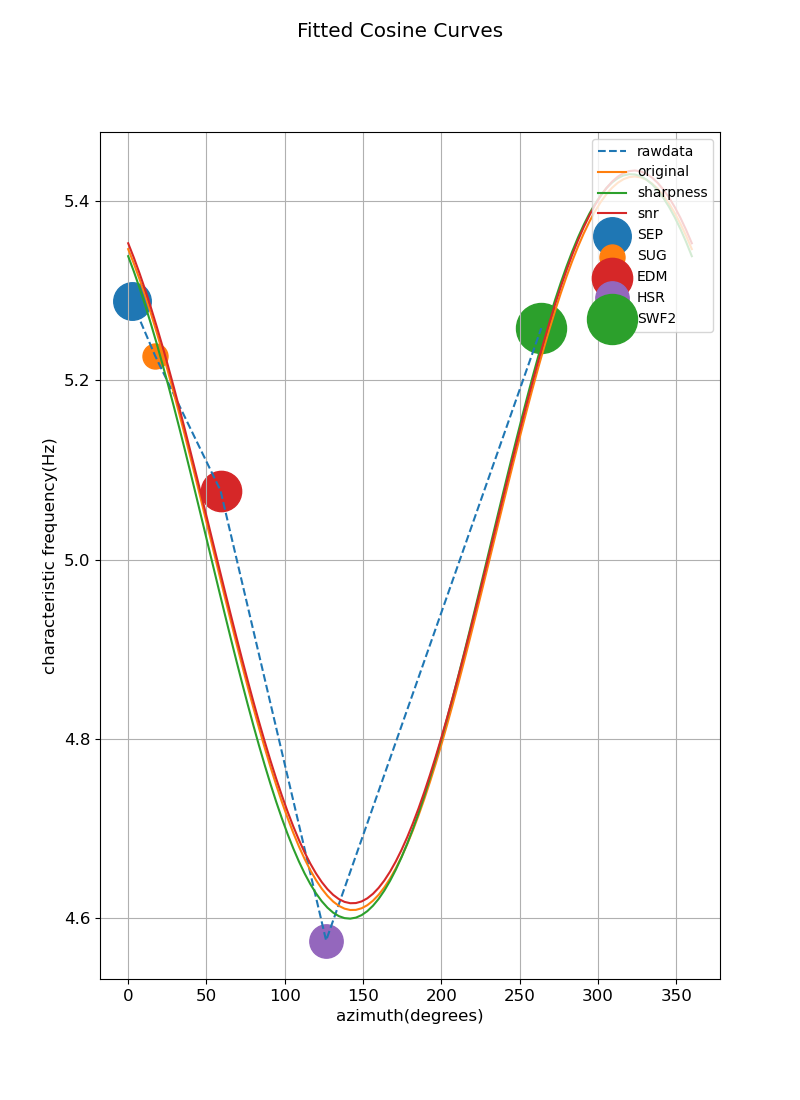 Fitted Cosine Curves
rawdata
original
sharpness
snr
SEP
SUG
EDM
HSR
SWF2
characteristic frequency(Hz)
5.4
5.2
5.0
4.8
4.6
0 50 100 150 200 250 300 350
azimuth(degrees)